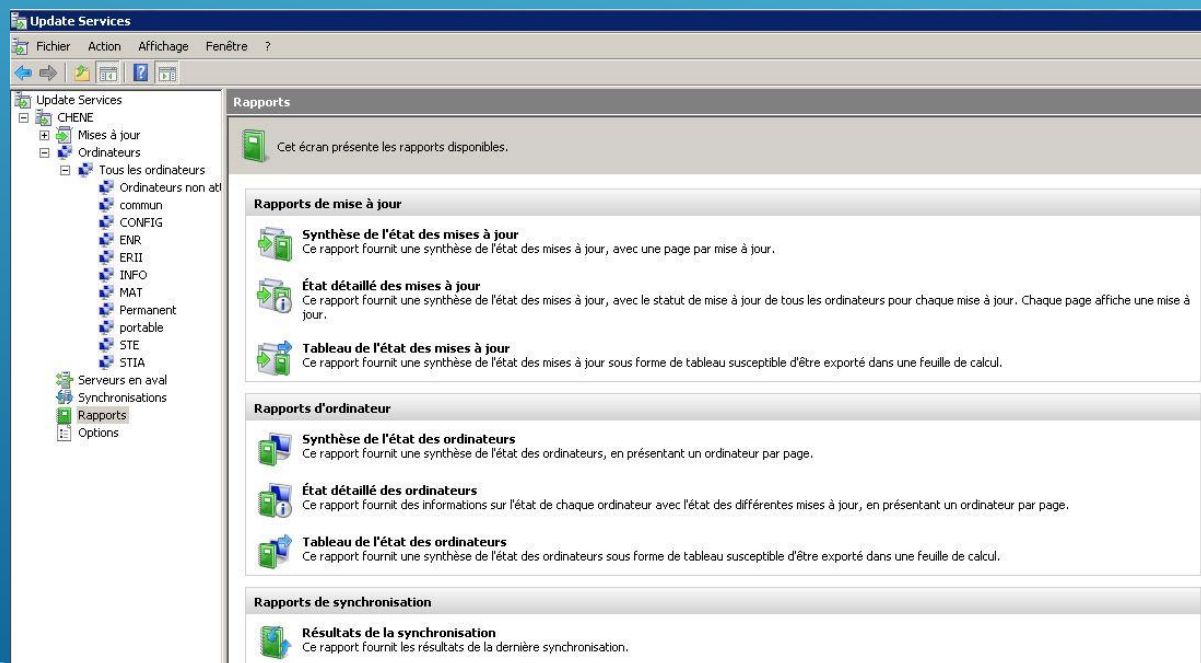 Update Services
Fichier Action Affichage Fenêtre ?
Update Services
CHENE
Mises à jour
Ordinateurs
Tous les ordinateurs
Ordinateurs non att
commun
CONFIG
ENR
ERII
INFO
MAT
Permanent
portable
STE
STIA
Serveurs en aval
Synchronisations
Rapports
Options
Rapports
Cet écran présente les rapports disponibles.
Rapports de mise à jour
Synthèse de l'état des mises à jour
Ce rapport fournit une synthèse de l'état des mises à jour, avec une page par mise à jour.
État détaillé des mises à jour
Ce rapport fournit une synthèse de l'état des mises à jour, avec le statut de mise à jour de tous les ordinateurs pour chaque mise à jour. Chaque page affiche une mise à
jour.
Tableau de l'état des mises à jour
Ce rapport fournit une synthèse de l'état des mises à jour sous forme de tableau susceptible d'être exporté dans une feuille de calcul.
Rapports d'ordinateur
Synthèse de l'état des ordinateurs
Ce rapport fournit une synthèse de l'état des ordinateurs, en présentant un ordinateur par page.
État détaillé des ordinateurs
Ce rapport fournit des informations sur l'état de chaque ordinateur avec l'état des différentes mises à jour, en présentant un ordinateur par page.
Tableau de l'état des ordinateurs
Ce rapport fournit une synthèse de l'état des ordinateurs sous forme de tableau susceptible d'être exporté dans une feuille de calcul.
Rapports de synchronisation
Résultats de la synchronisation
Ce rapport fournit les résultats de la dernière synchronisation.